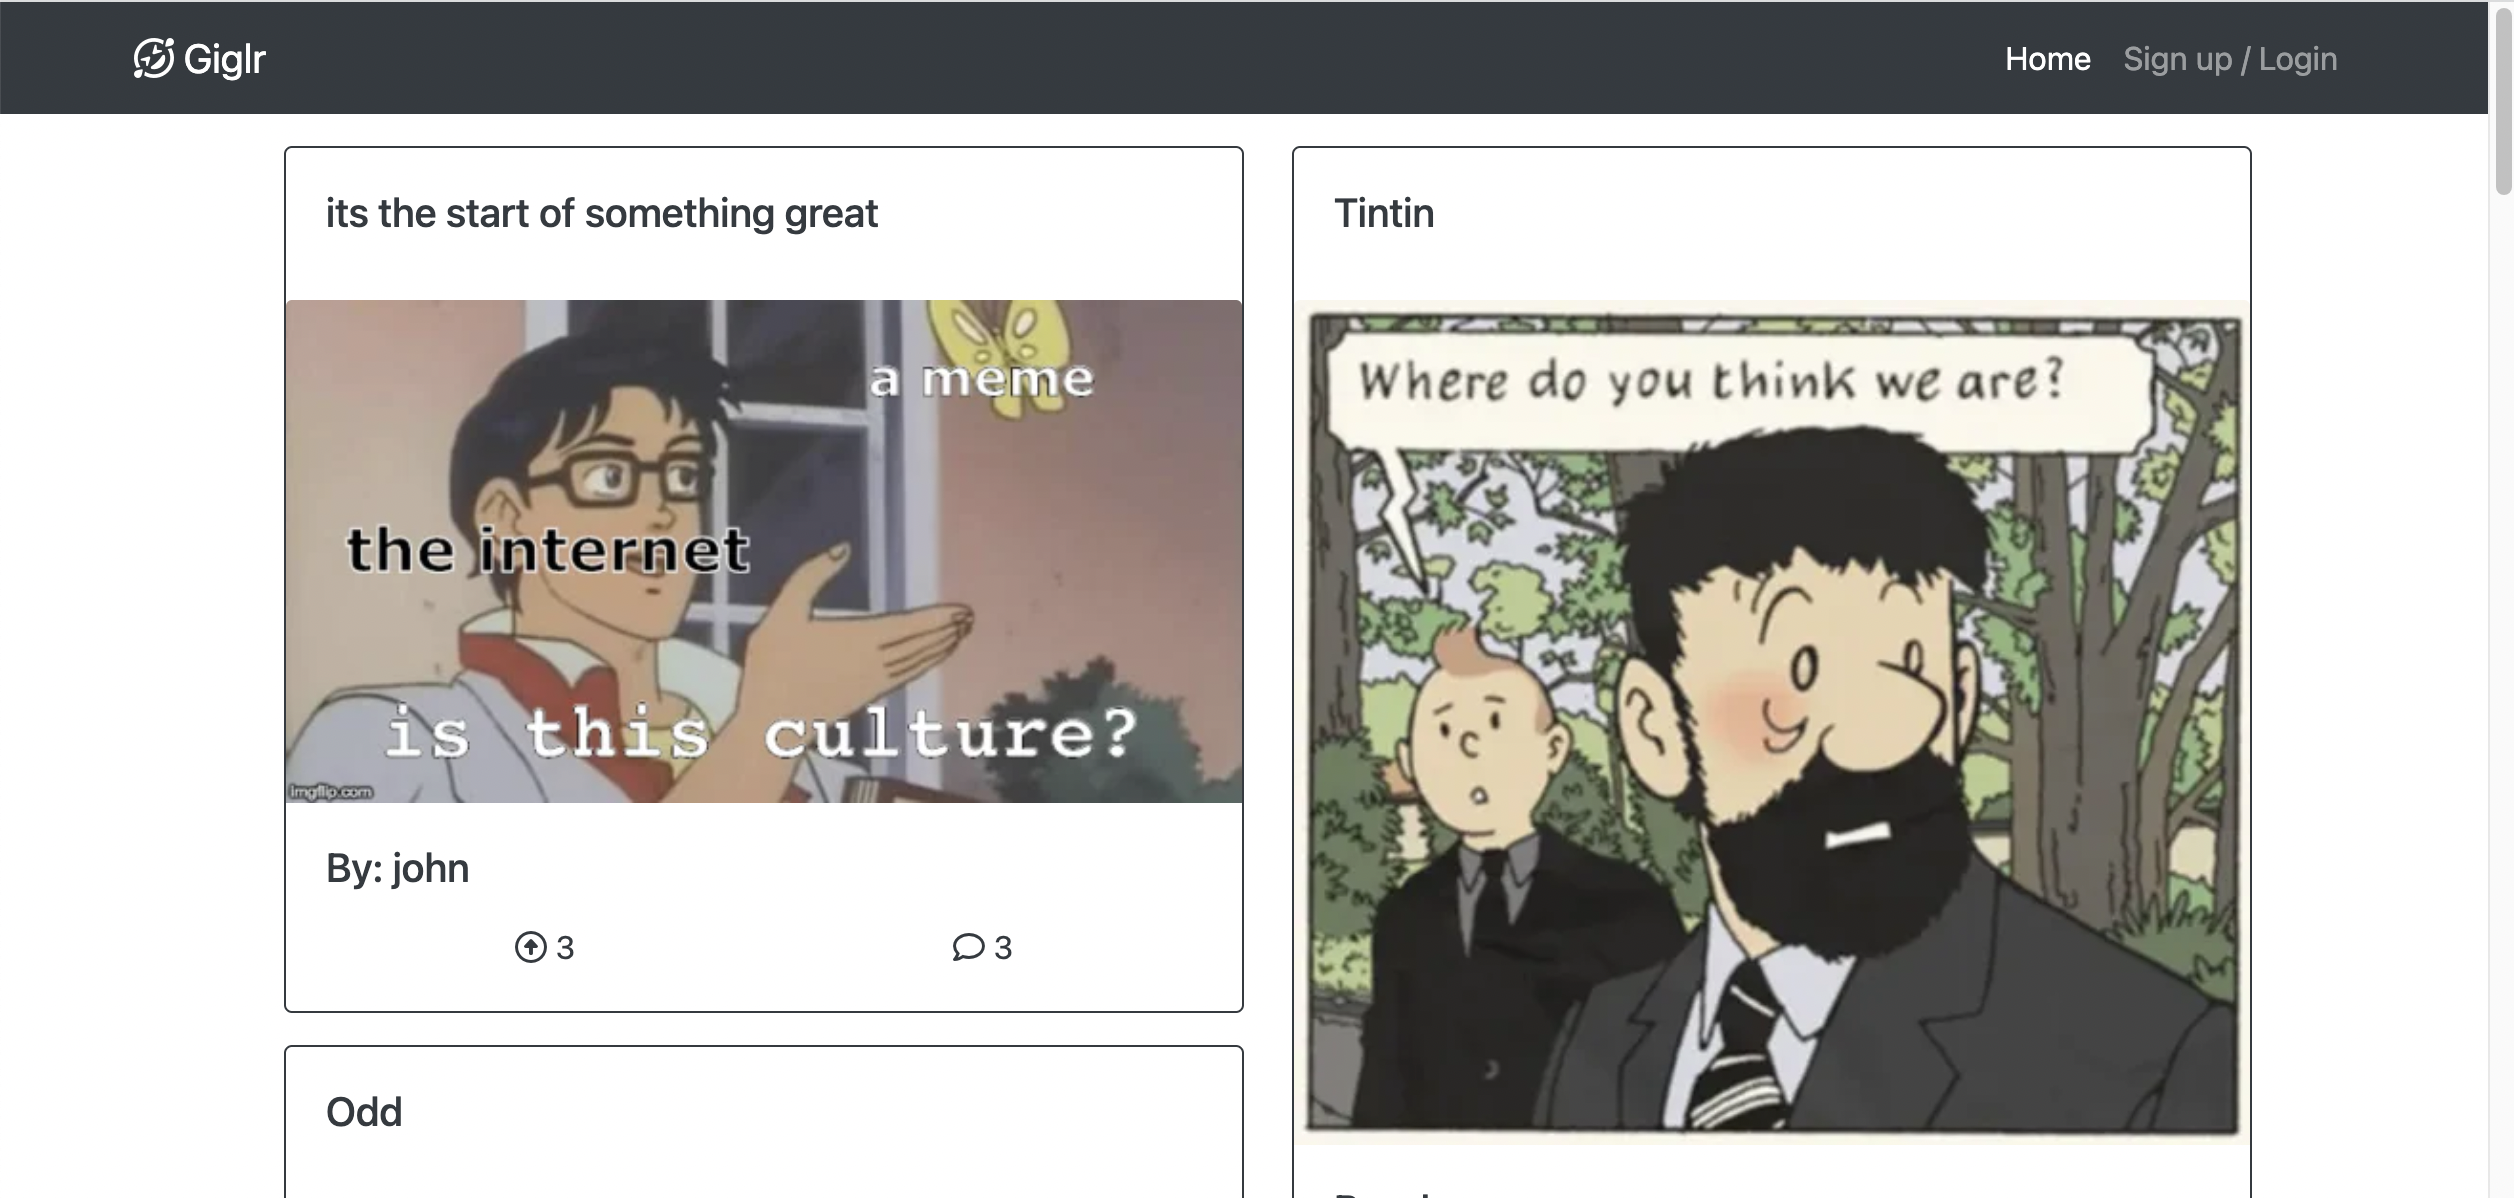 Giglr
Home Sign up / Login
its the start of something great
a meme
the internet
is this culture?
imgflip.com
By: john
3 3
Odd
Tintin
Where do you think we are?